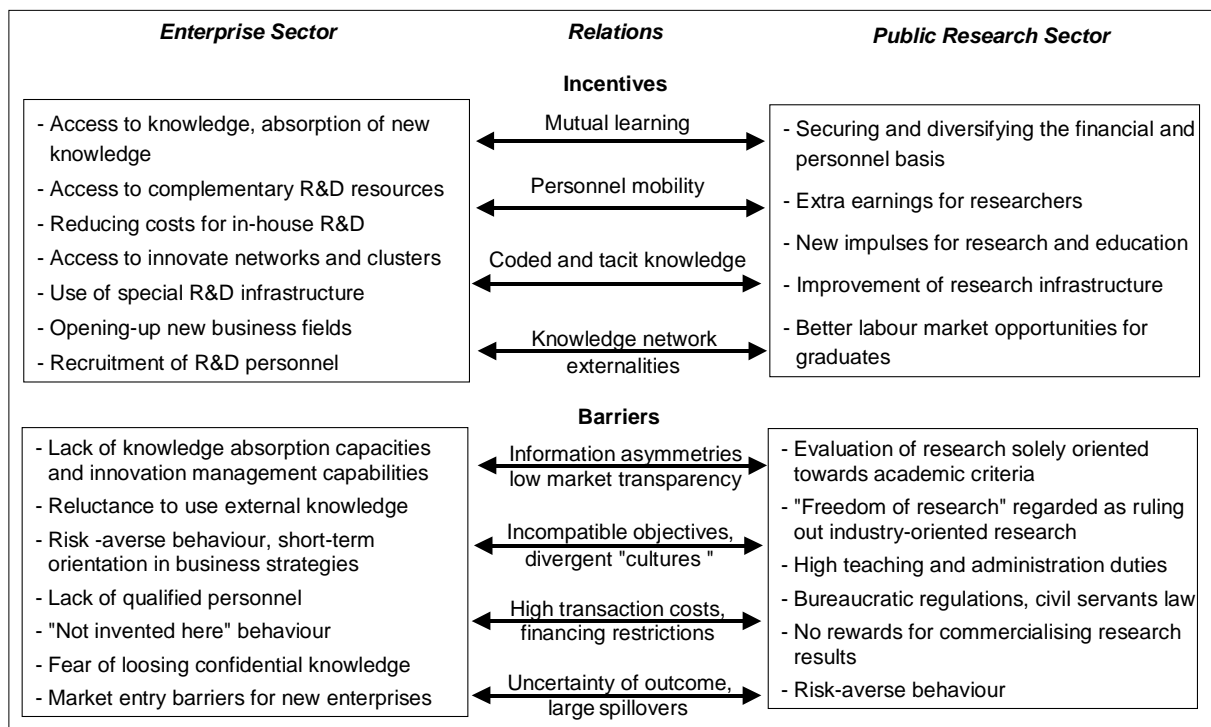 Enterprise Sector
Relations
Public Research Sector
Incentives
- Access to knowledge, absorption of new
knowledge
- Access to complementary R&D resources
- Reducing costs for in-house R&D
- Access to innovate networks and clusters
- Use of special R&D infrastructure
- Opening-up new business fields
- Recruitment of R&D personnel
Mutual learning
Personnel mobility
Coded and tacit knowledge
Knowledge network
externalities
- Securing and diversifying the financial and
personnel basis
- Extra earnings for researchers
- New impulses for research and education
- Improvement of research infrastructure
- Better labour market opportunities for
graduates
Barriers
- Lack of knowledge absorption capacities
and innovation management capabilities
- Reluctance to use external knowledge
- Risk -averse behaviour, short-term
orientation in business strategies
- Lack of qualified personnel
- "Not invented here" behaviour
- Fear of loosing confidential knowledge
- Market entry barriers for new enterprises
Information asymmetries
low market transparency
Incompatible objectives,
divergent "cultures "
High transaction costs,
financing restrictions
Uncertainty of outcome,
large spillovers
- Evaluation of research solely oriented
towards academic criteria
- "Freedom of research" regarded as ruling
out industry-oriented research
- High teaching and administration duties
- Bureaucratic regulations, civil servants law
- No rewards for commercialising research
results
- Risk-averse behaviour